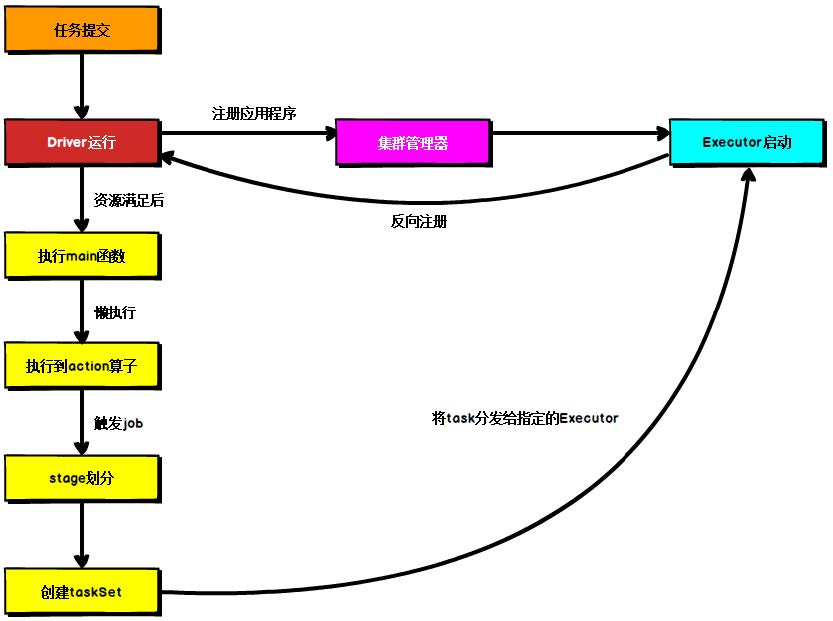 任务提交
注册应用程序
Driver运行
集群管理器
Executor启动
资源满足后
反向注册
执行main函数
懒执行
执行到action算子
触发job
将task分发给指定的Executor
stage划分
创建taskSet